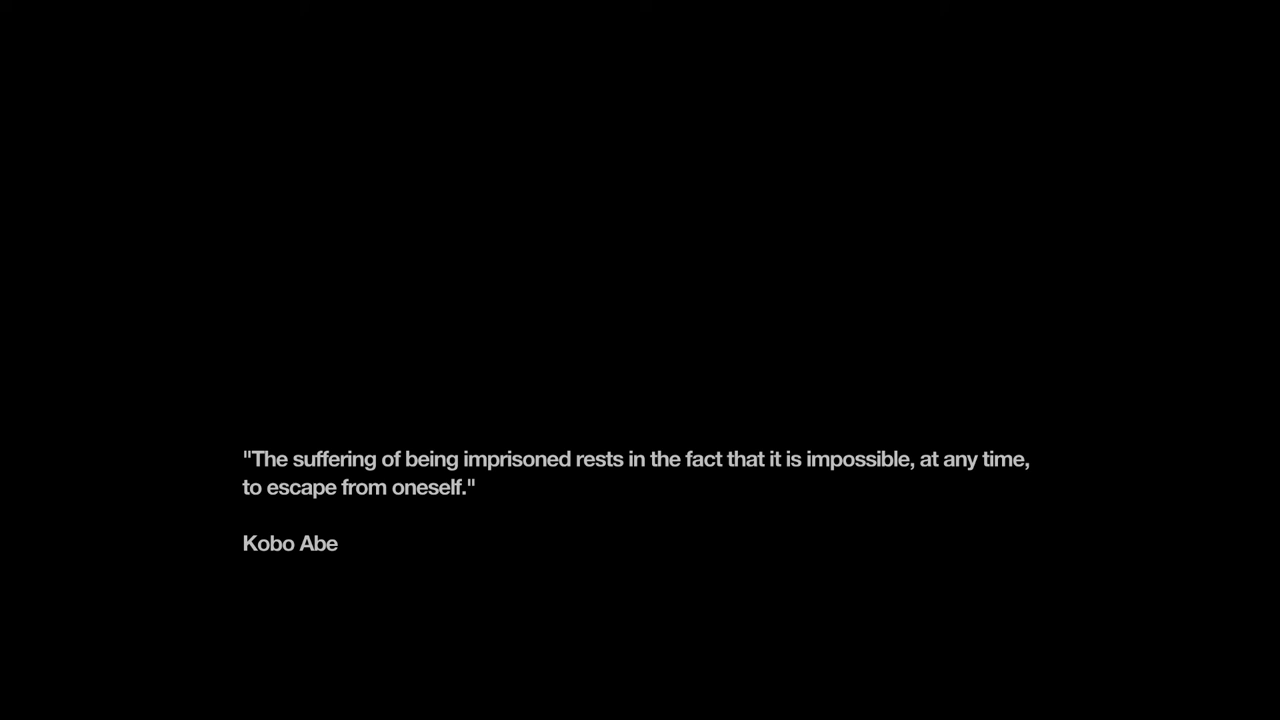 "The suffering of being imprisoned rests in the fact that it is impossible, at any time,
to escape from oneself."
Kobo Abe